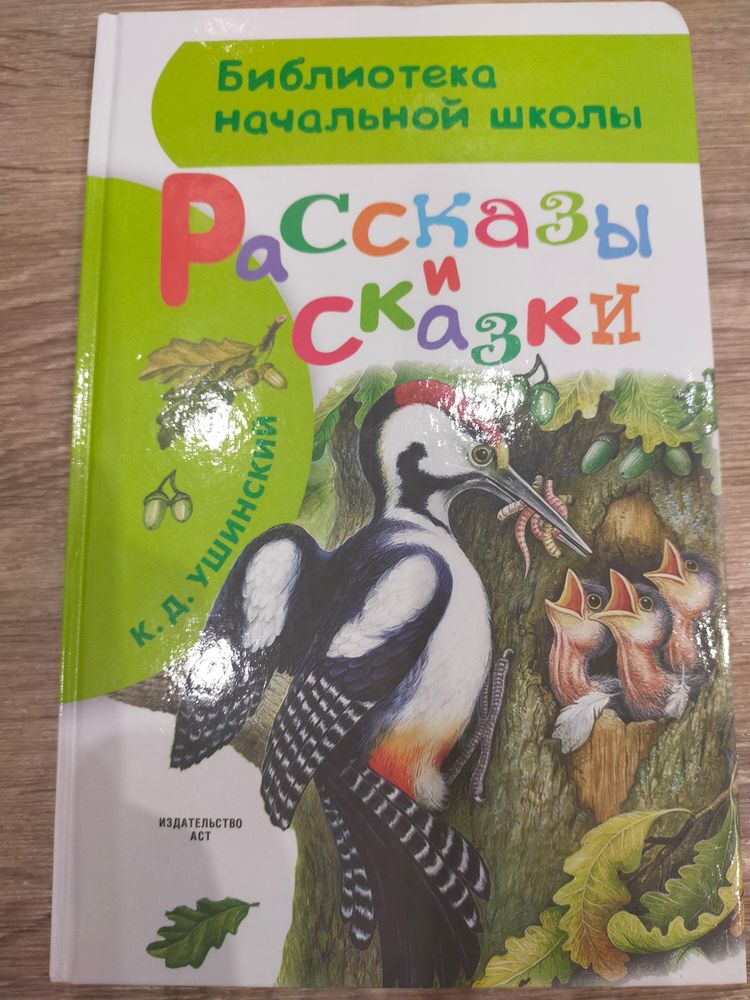 Библиотека
начальной школы
Рассказы
и
сказки
К. Д. УШИНСКИЙ
ИЗДАТЕЛЬСТВО
АСТ